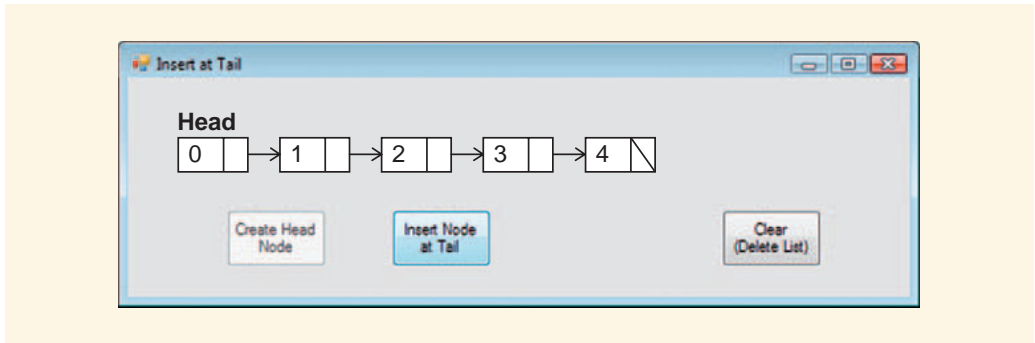 Insert at Tail
Head
0 1 2 3 4
Create Head
Node
Insert Node
at Tail
Clear
(Delete List)